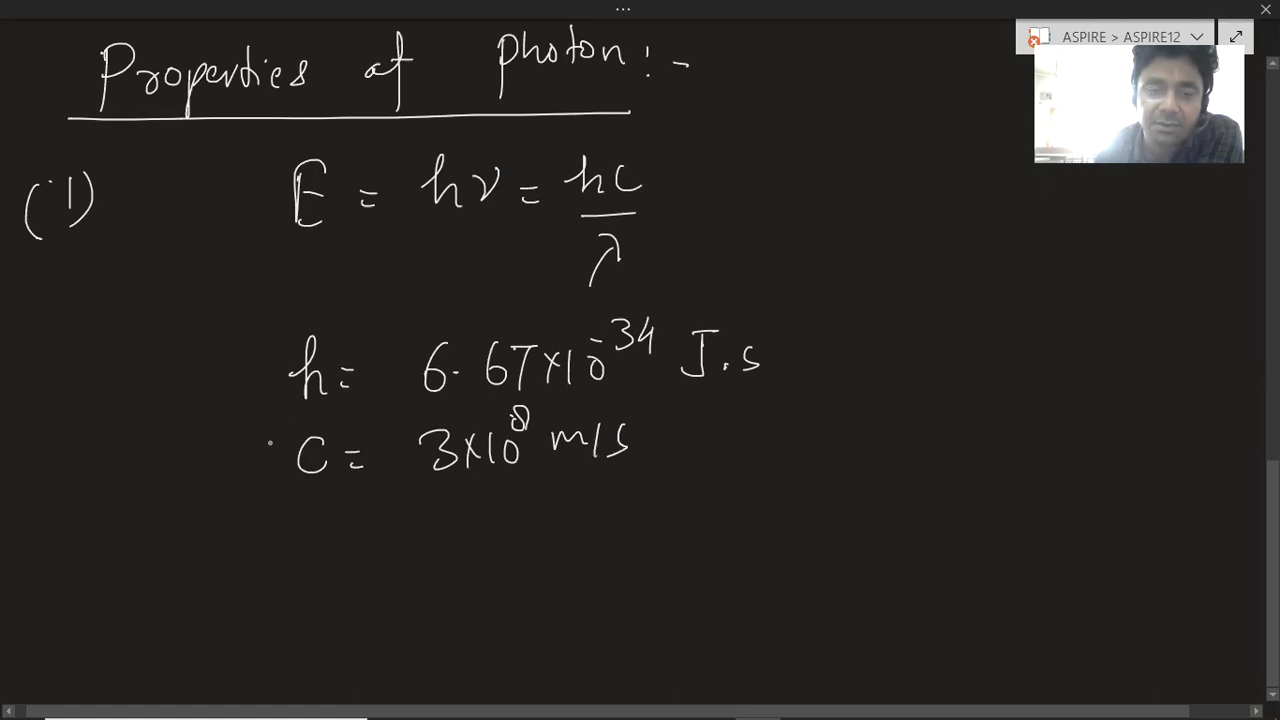 ASPIRE > ASPIRE12
Properties of photon :-
(1) E = hν = hc/λ
h = 6.67×10⁻³⁴ J.s
C = 3×10⁸ m/s